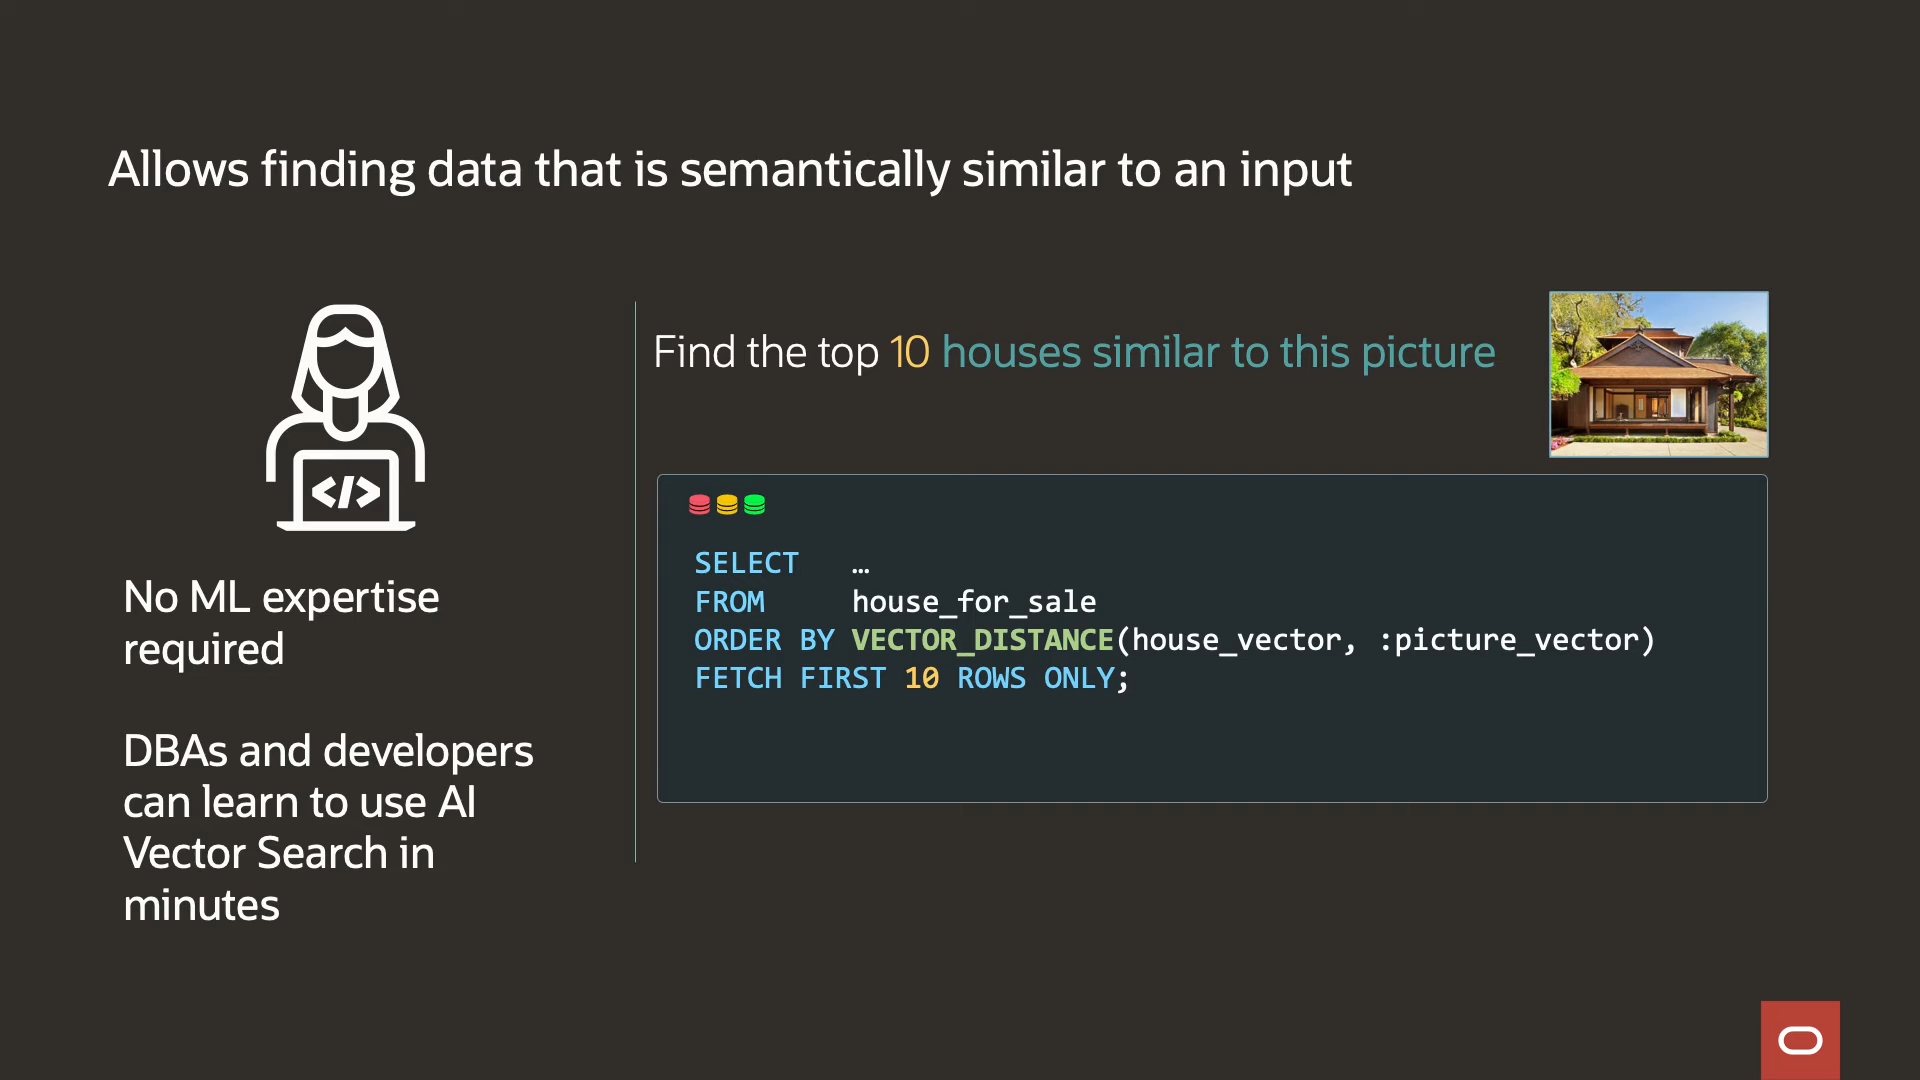 Allows finding data that is semantically similar to an input
</>
No ML expertise
required
DBAs and developers
can learn to use AI
Vector Search in
minutes
Find the top 10 houses similar to this picture
SELECT   …
FROM     house_for_sale
ORDER BY VECTOR_DISTANCE(house_vector, :picture_vector)
FETCH FIRST 10 ROWS ONLY;